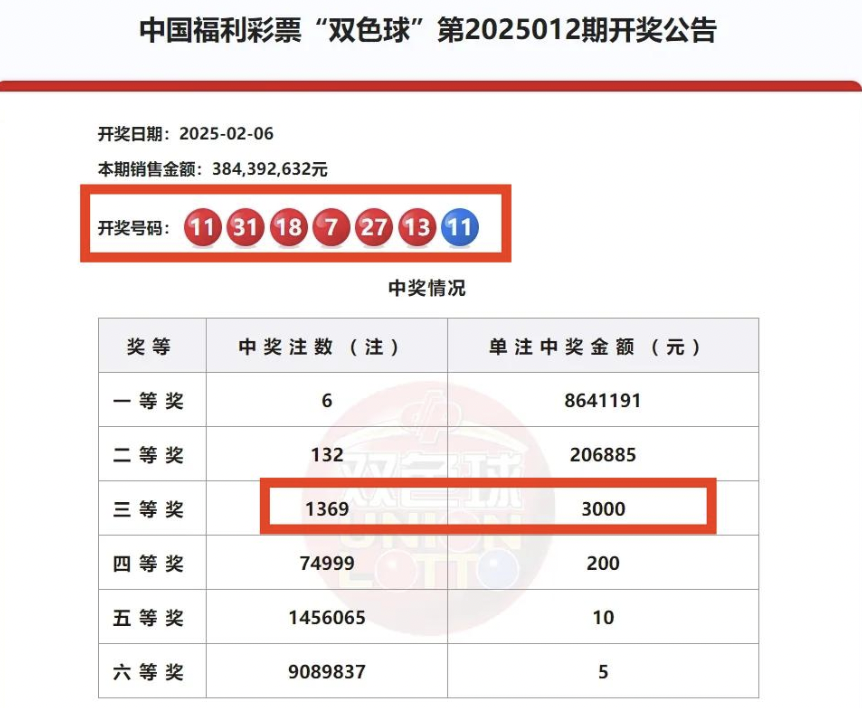 中国福利彩票“双色球”第2025012期开奖公告
开奖日期：2025-02-06
本期销售金额：384,392,632元
开奖号码： 11 31 18 7 27 13 11
中奖情况
奖等 中奖注数（注） 单注中奖金额（元）
一等奖 6 8641191
二等奖 132 206885
三等奖 1369 3000
四等奖 74999 200
五等奖 1456065 10
六等奖 9089837 5
双色球
UNION
LOTTO